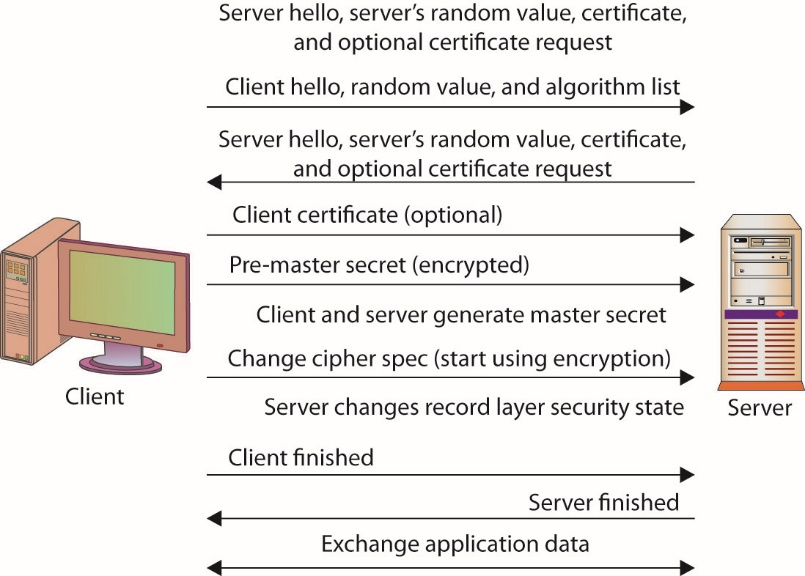 Server hello, server's random value, certificate,
and optional certificate request
Client hello, random value, and algorithm list
Server hello, server's random value, certificate,
and optional certificate request
Client certificate (optional)
Pre-master secret (encrypted)
Client and server generate master secret
Change cipher spec (start using encryption)
Client
Server changes record layer security state
Server
Client finished
Server finished
Exchange application data